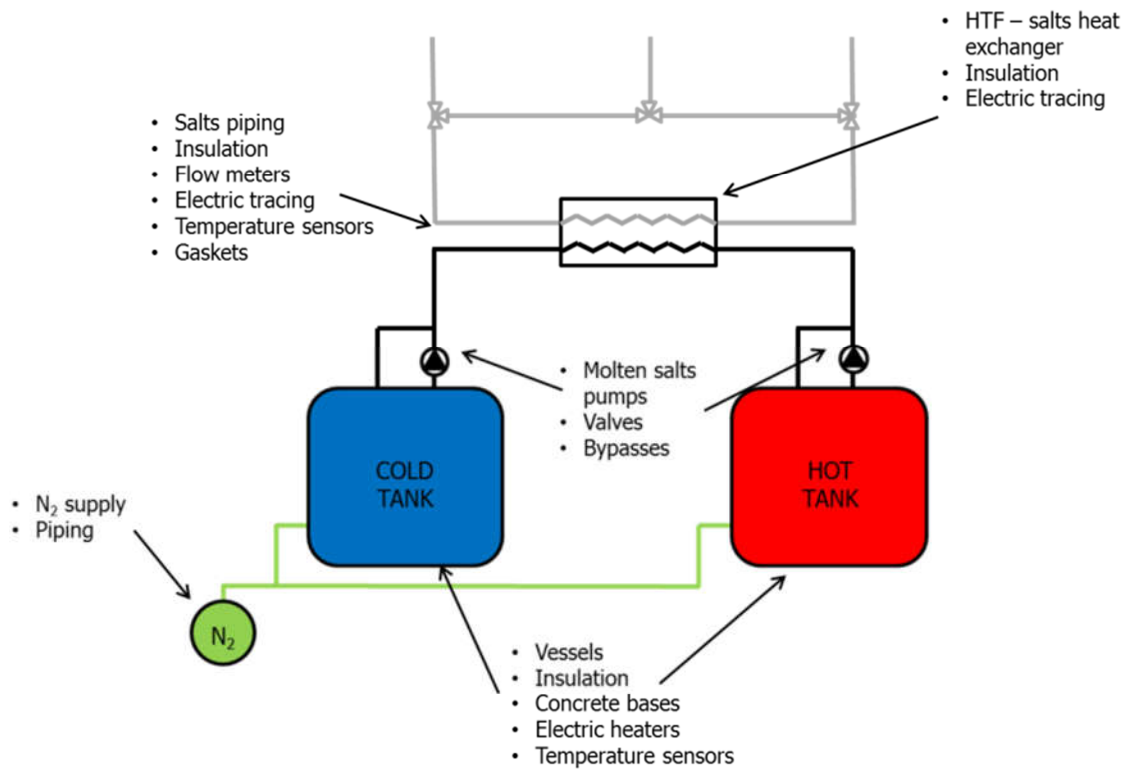 • HTF – salts heat
exchanger
• Insulation
• Electric tracing
• Salts piping
• Insulation
• Flow meters
• Electric tracing
• Temperature sensors
• Gaskets
• Molten salts
pumps
• Valves
• Bypasses
COLD
TANK
HOT
TANK
• N₂ supply
• Piping
N₂
• Vessels
• Insulation
• Concrete bases
• Electric heaters
• Temperature sensors